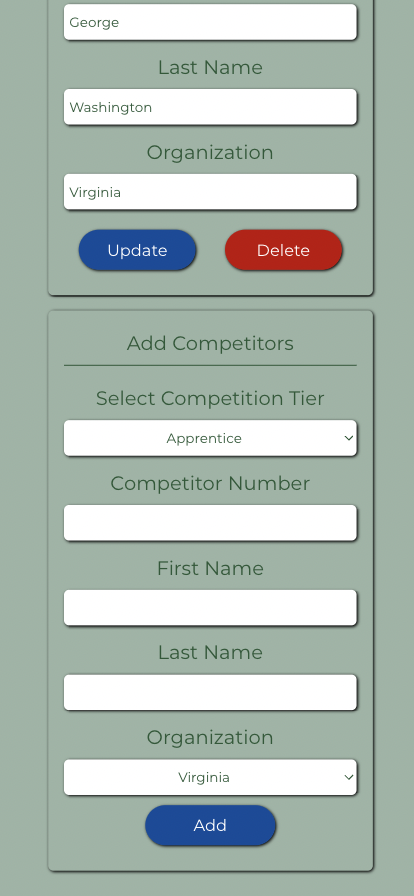 George
Last Name
Washington
Organization
Virginia
Update Delete
Add Competitors
Select Competition Tier
Apprentice
Competitor Number
First Name
Last Name
Organization
Virginia
Add